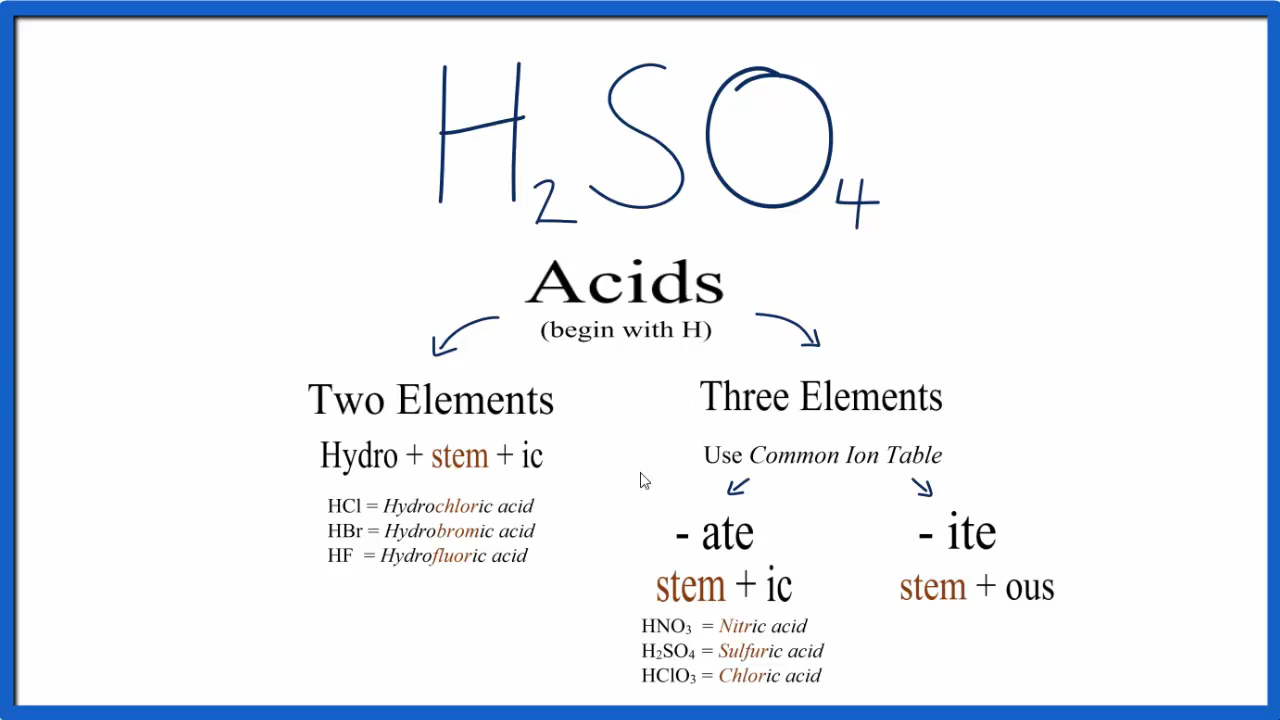 H₂SO₄
Acids
(begin with H)
Two Elements
Hydro + stem + ic
HCl = Hydrochloric acid
HBr = Hydrobromic acid
HF = Hydrofluoric acid
Three Elements
Use Common Ion Table
- ate
stem + ic
HNO₃ = Nitric acid
H₂SO₄ = Sulfuric acid
HClO₃ = Chloric acid
- ite
stem + ous